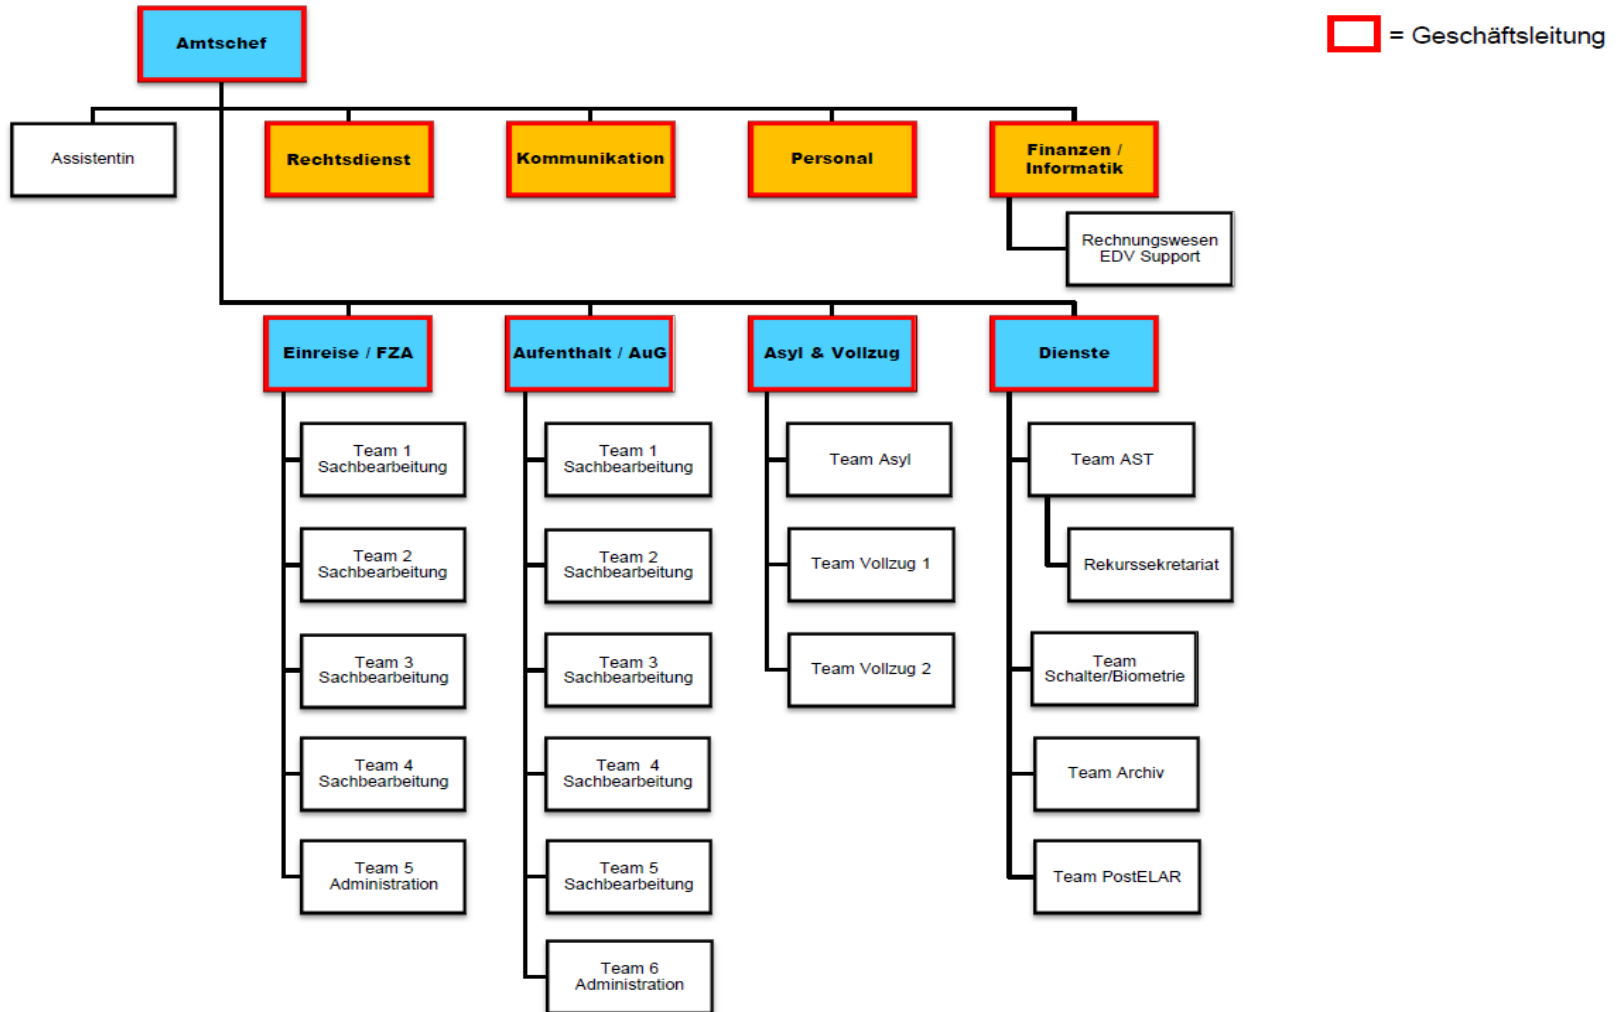 Amtschef
= Geschäftsleitung
Assistentin
Rechtsdienst
Kommunikation
Personal
Finanzen /
Informatik
Rechnungswesen
EDV Support
Einreise / FZA
Aufenthalt / AuG
Asyl & Vollzug
Dienste
Team 1
Sachbearbeitung
Team 2
Sachbearbeitung
Team 3
Sachbearbeitung
Team 4
Sachbearbeitung
Team 5
Administration
Team 1
Sachbearbeitung
Team 2
Sachbearbeitung
Team 3
Sachbearbeitung
Team 4
Sachbearbeitung
Team 5
Sachbearbeitung
Team 6
Administration
Team Asyl
Team Vollzug 1
Team Vollzug 2
Team AST
Rekurssekretariat
Team
Schalter/Biometrie
Team Archiv
Team PostELAR